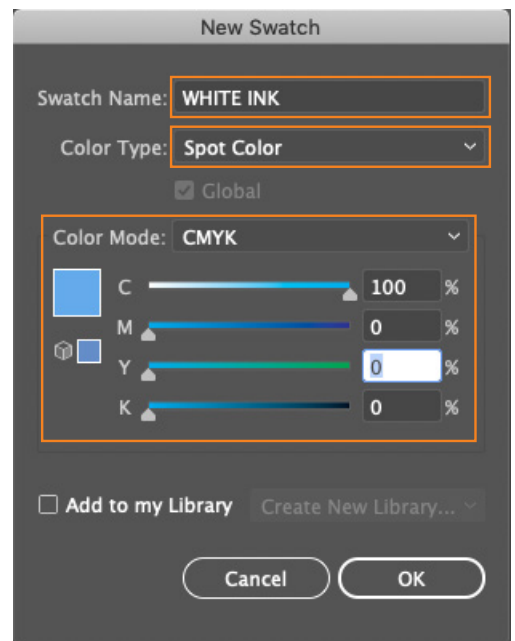 New Swatch
Swatch Name: WHITE INK
Color Type: Spot Color
Global
Color Mode: CMYK
C 100 %
M 0 %
Y 0 %
K 0 %
Add to my Library Create New Library...
Cancel OK